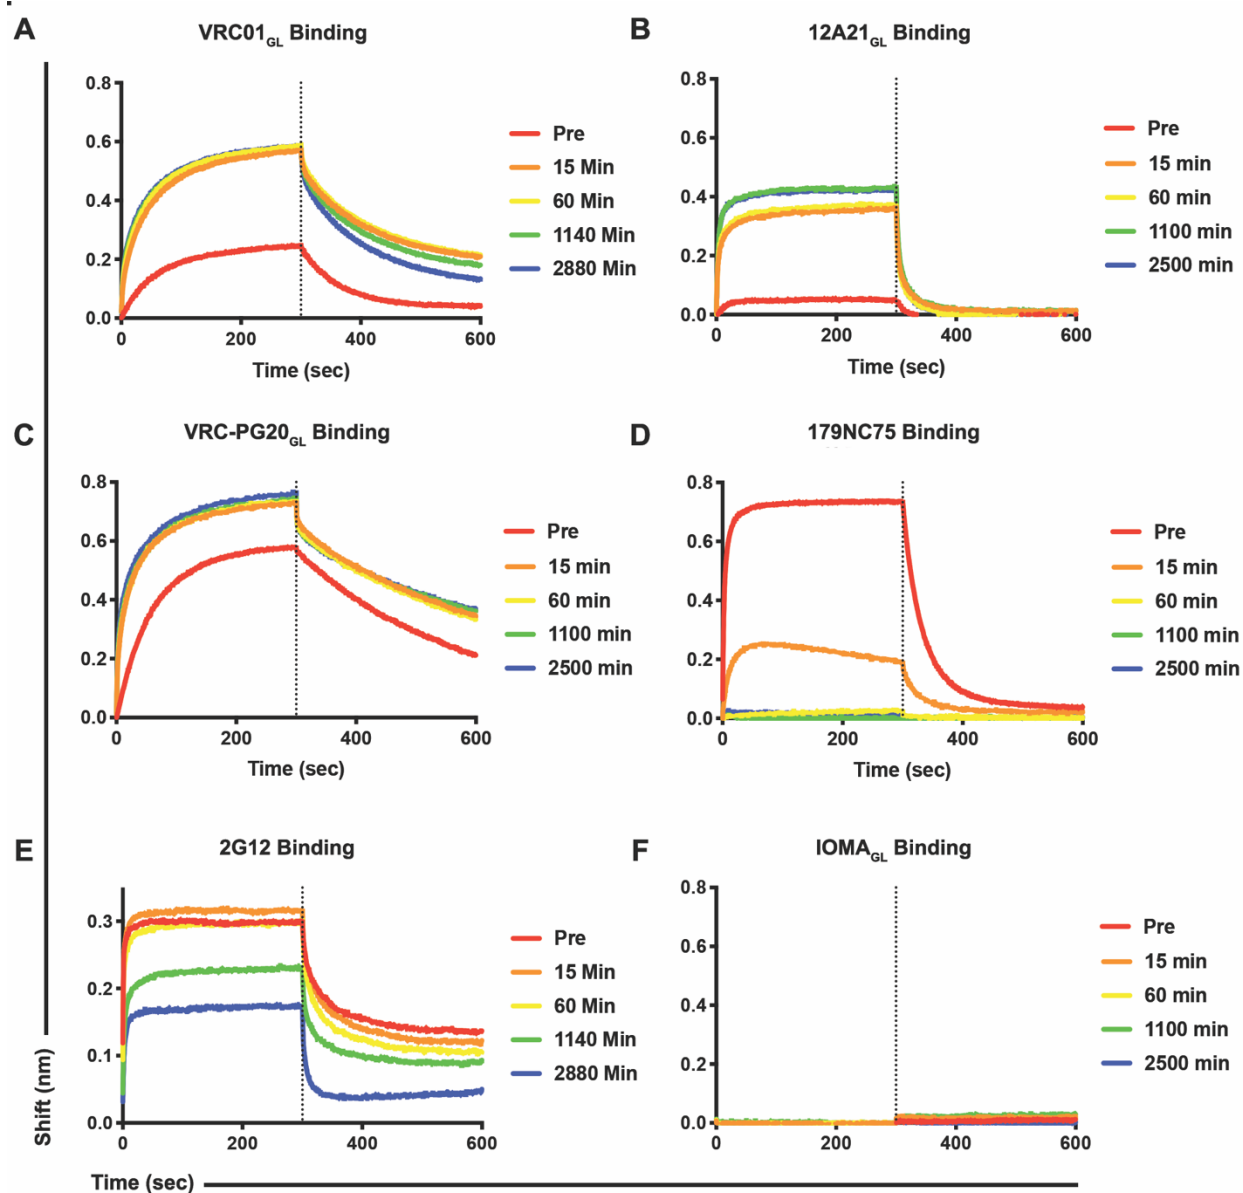 A
VRC01GL Binding
0.8
0.6
0.4
0.2
0.0
0 200 400 600
Time (sec)
Pre
15 Min
60 Min
1140 Min
2880 Min
B
12A21GL Binding
0.8
0.6
0.4
0.2
0.0
0 200 400 600
Time (sec)
Pre
15 min
60 min
1100 min
2500 min
C
VRC-PG20GL Binding
0.8
0.6
0.4
0.2
0.0
0 200 400 600
Time (sec)
Pre
15 min
60 min
1100 min
2500 min
D
179NC75 Binding
0.8
0.6
0.4
0.2
0.0
0 200 400 600
Time (sec)
Pre
15 min
60 min
1100 min
2500 min
E
2G12 Binding
0.3
0.2
0.1
0.0
0 200 400 600
Pre
15 Min
60 Min
1140 Min
2880 Min
F
IOMAGL Binding
0.8
0.6
0.4
0.2
0.0
0 200 400 600
Pre
15 min
60 min
1100 min
2500 min
Shift (nm)
Time (sec)